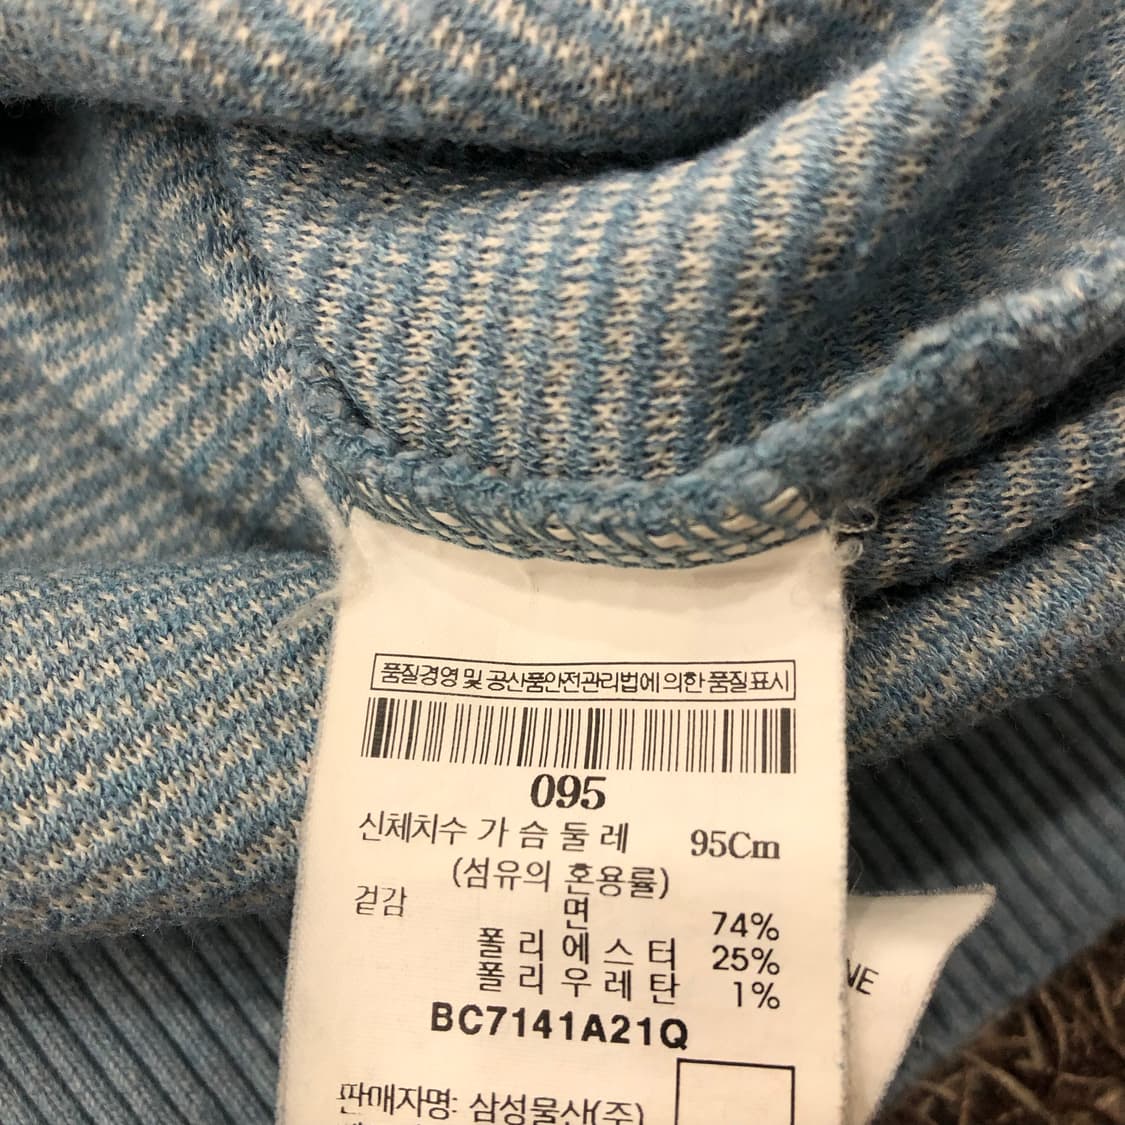 품질경영 및 공산품안전관리법에 의한 품질표시
095
신체치수 가 슴 둘 레 95Cm
(섬유의 혼용률)
겉감 면 74%
폴 리 에 스 터 25%
폴 리 우 레 탄 1%
BC7141A21Q
판매자명: 삼성물산(주)
NE